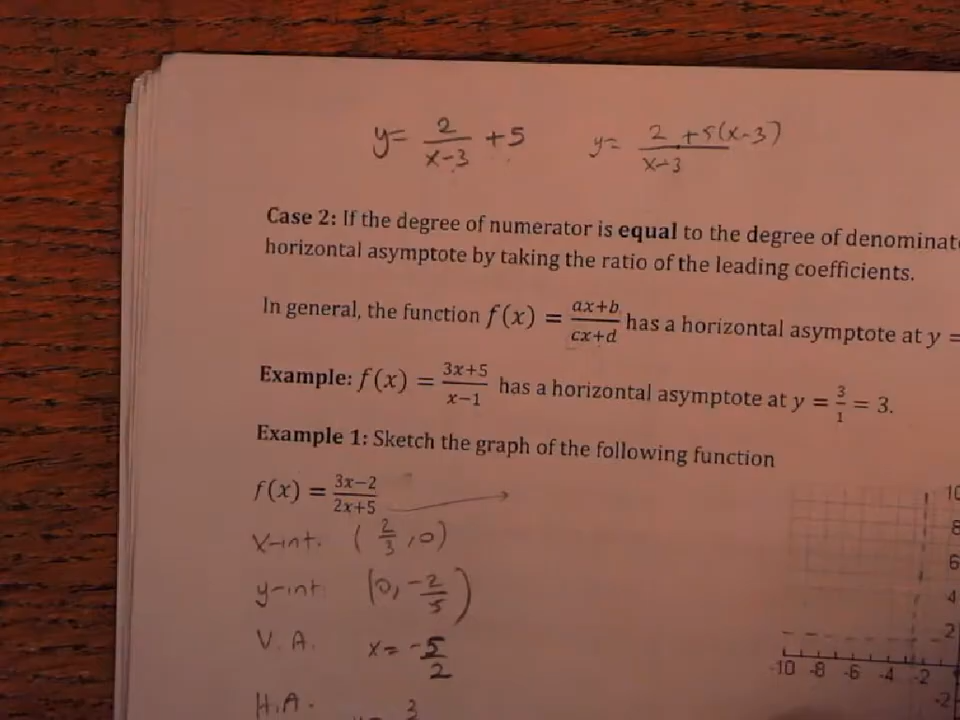 y= 2/(x-3) +5 y= (2+5(x-3))/(x-3)
Case 2: If the degree of numerator is equal to the degree of
horizontal asymptote by taking the ratio of the leading coefficients.
In general, the function f(x) = (ax+b)/(cx+d) has a horizontal asymptote at y =
Example: f(x) = (3x+5)/(x-1) has a horizontal asymptote at y = 3/1 = 3.
Example 1: Sketch the graph of the following function
f(x) = (3x-2)/(2x+5)
x-int. (2/3, 0)
y-int. (0, -2/5)
V.A. x= -5/2
H.A.
8
6
4
2
-10 -8 -6 -4 -2
-2